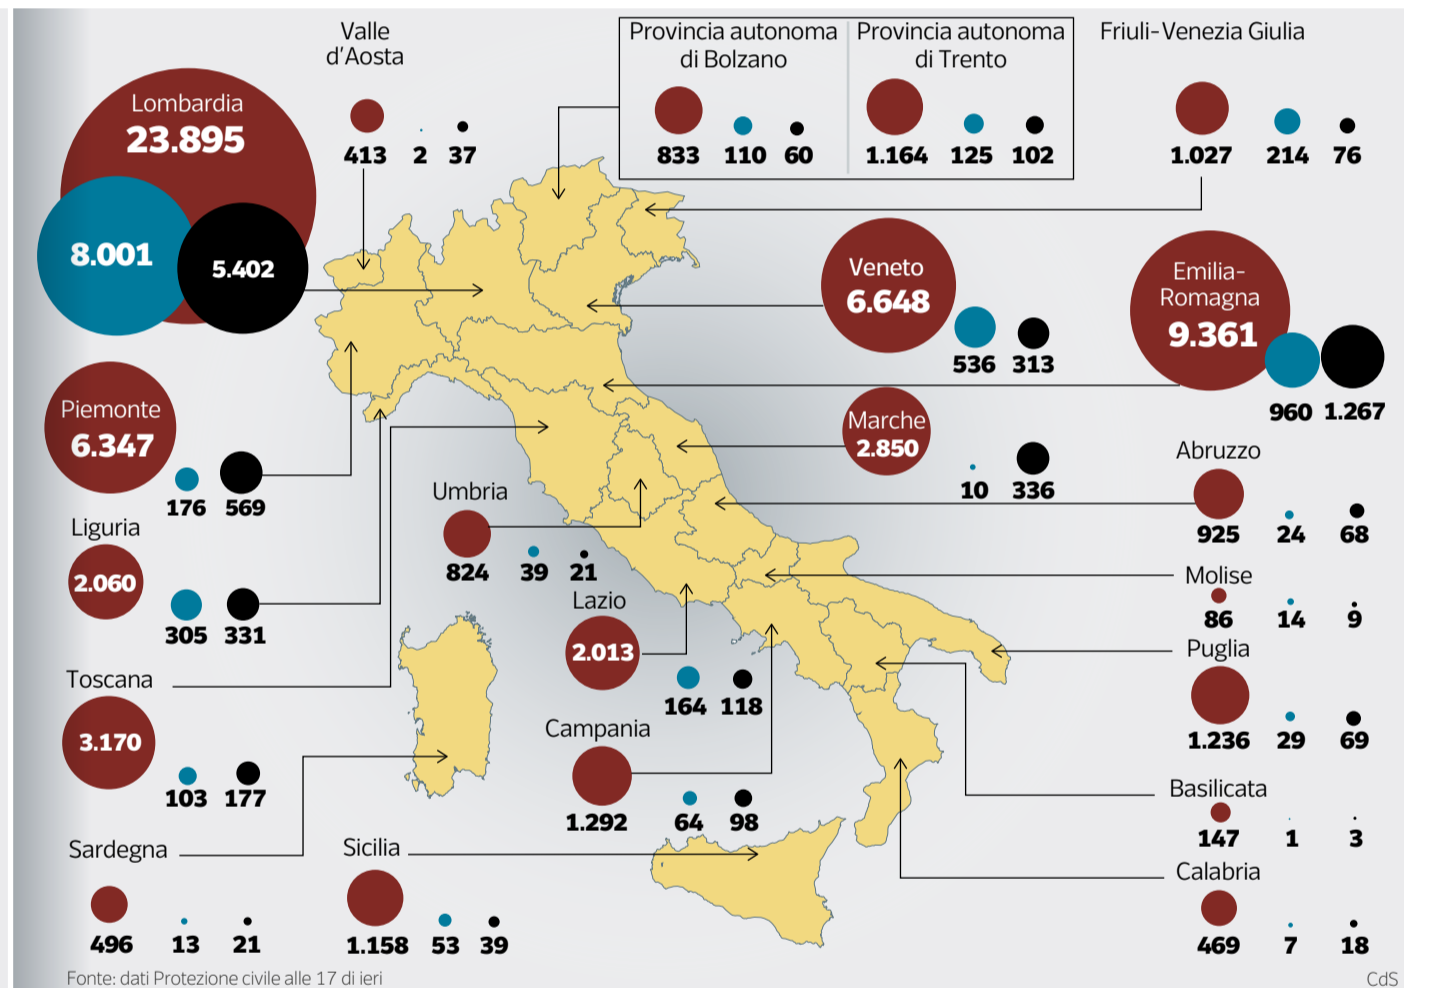 Valle
d'Aosta
413 2 37
Provincia autonoma
di Bolzano
833 110 60
Provincia autonoma
di Trento
1.164 125 102
Friuli-Venezia Giulia
1.027 214 76
Lombardia
23.895
8.001
5.402
Veneto
6.648
536 313
Emilia-
Romagna
9.361
960 1.267
Piemonte
6.347
176 569
Marche
2.850
10 336
Abruzzo
925 24 68
Umbria
824 39 21
Liguria
2.060
305 331
Molise
86 14 9
Lazio
2.013
164 118
Puglia
1.236 29 69
Toscana
3.170
103 177
Campania
1.292 64 98
Basilicata
147 1 3
Sardegna
496 13 21
Sicilia
1.158 53 39
Calabria
469 7 18
Fonte: dati Protezione civile alle 17 di ieri
CdS